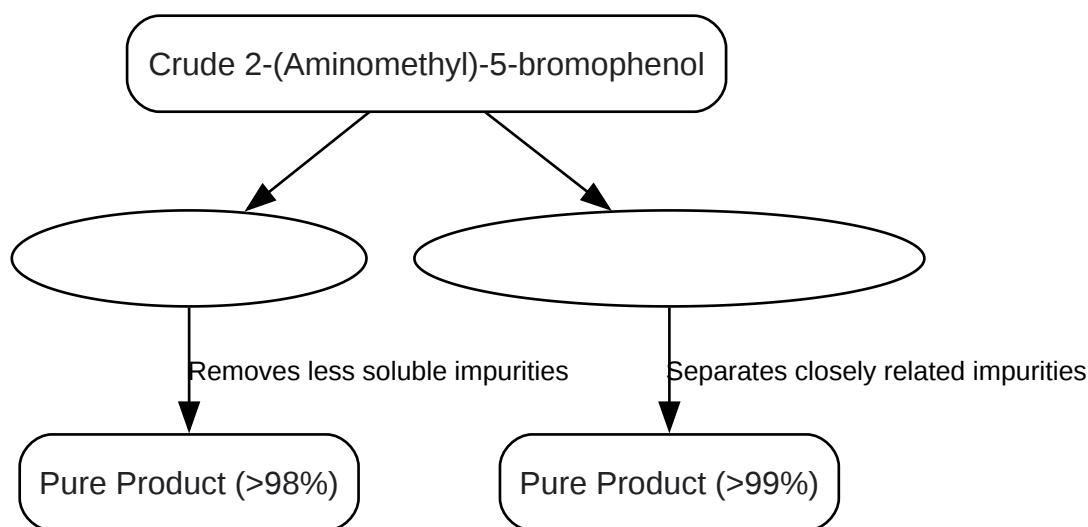 Crude 2-(Aminomethyl)-5-bromophenol
Removes less soluble impurities
Separates closely related impurities
Pure Product (>98%)
Pure Product (>99%)